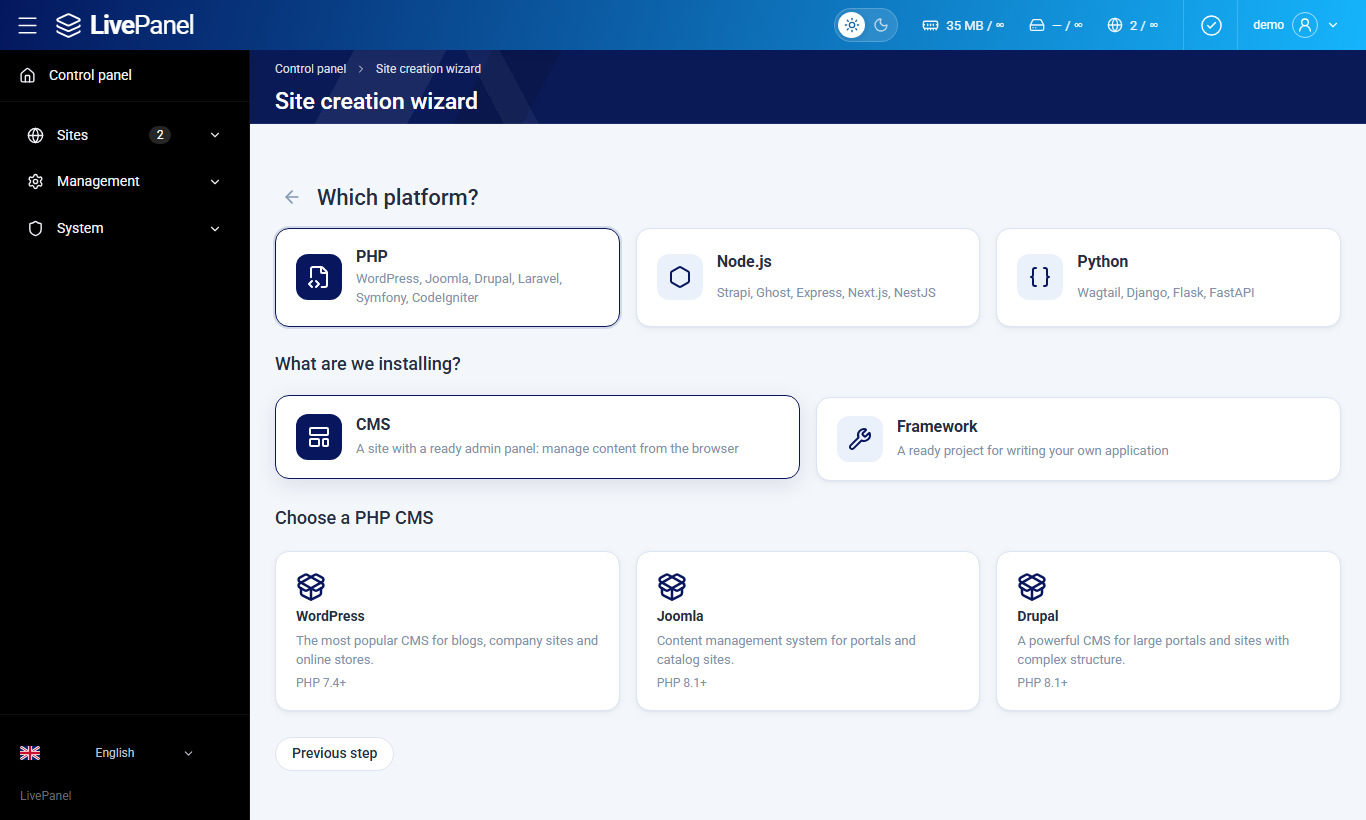 LivePanel
35 MB / ∞
— / ∞
2 / ∞
demo
Control panel
Sites
2
Management
System
English
LivePanel
Control panel
Site creation wizard
Site creation wizard
Which platform?
PHP
WordPress, Joomla, Drupal, Laravel,
Symfony, CodeIgniter
Node.js
Strapi, Ghost, Express, Next.js, NestJS
Python
Wagtail, Django, Flask, FastAPI
What are we installing?
CMS
A site with a ready admin panel: manage content from the browser
Framework
A ready project for writing your own application
Choose a PHP CMS
WordPress
The most popular CMS for blogs, company sites and
online stores.
PHP 7.4+
Joomla
Content management system for portals and
catalog sites.
PHP 8.1+
Drupal
A powerful CMS for large portals and sites with
complex structure.
PHP 8.1+
Previous step